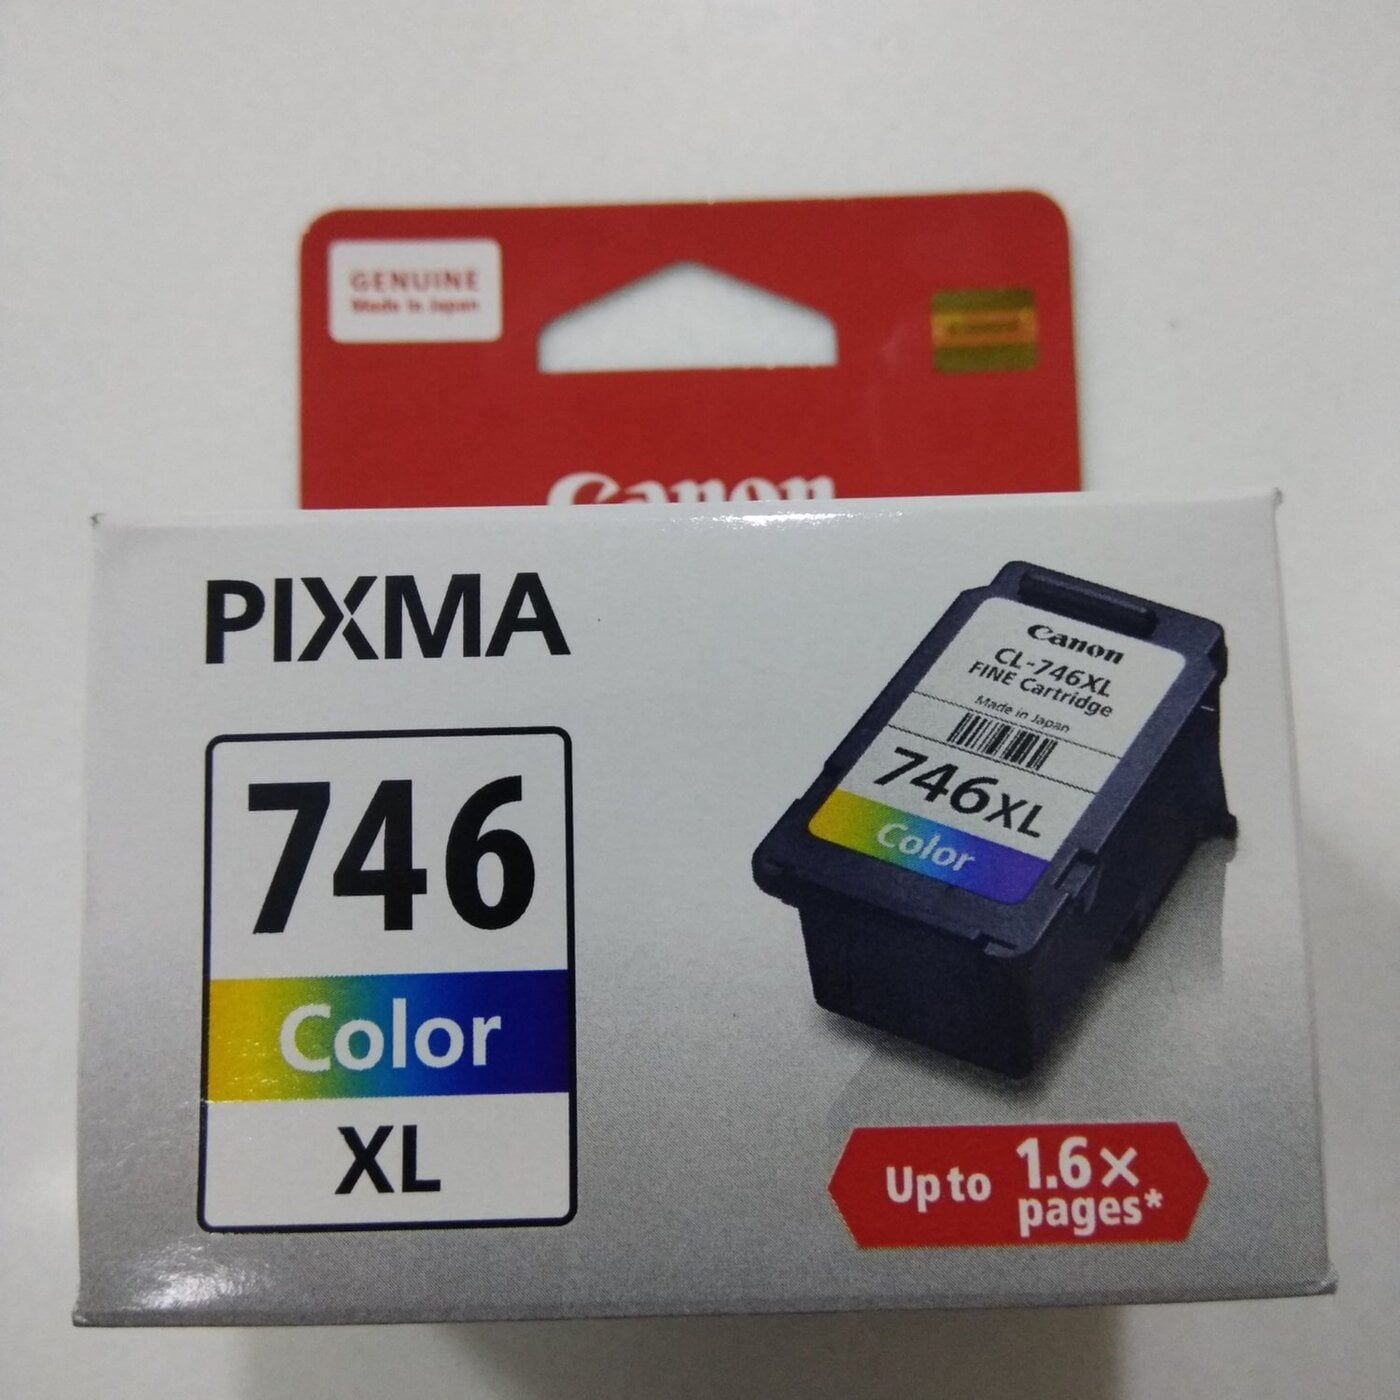 GENUINE
Made in Japan
Canon
PIXMA
746
Color
XL
Canon
CL-746XL
FINE Cartridge
Made in Japan
746XL
Color
Up to 1.6×
pages*